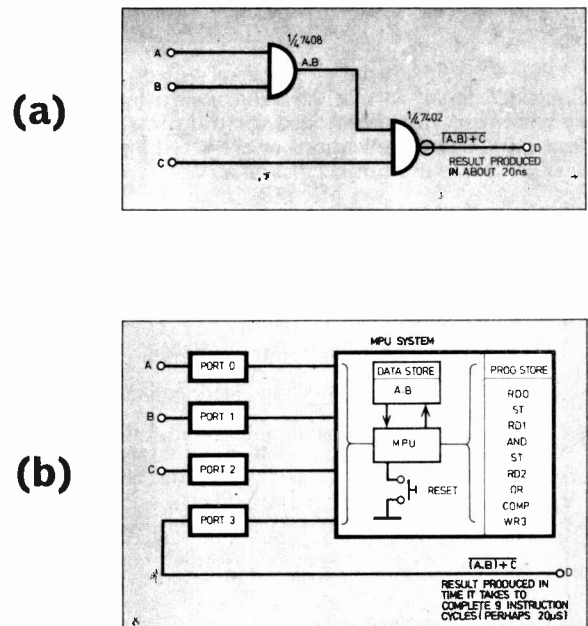 (a)
A
B
C
1/4 7408
A.B
1/4 7402
(A.B)+C
D
RESULT PRODUCED
IN ABOUT 20ns
(b)
MPU SYSTEM
A
B
C
PORT 0
PORT 1
PORT 2
PORT 3
DATA STORE
A.B
MPU
RESET
PROG STORE
RD0
ST
RD1
AND
ST
RD2
OR
COMP
WR3
(A.B)+C
D
RESULT PRODUCED IN
TIME IT TAKES TO
COMPLETE 9 INSTRUCTION
CYCLES (PERHAPS 20µS)